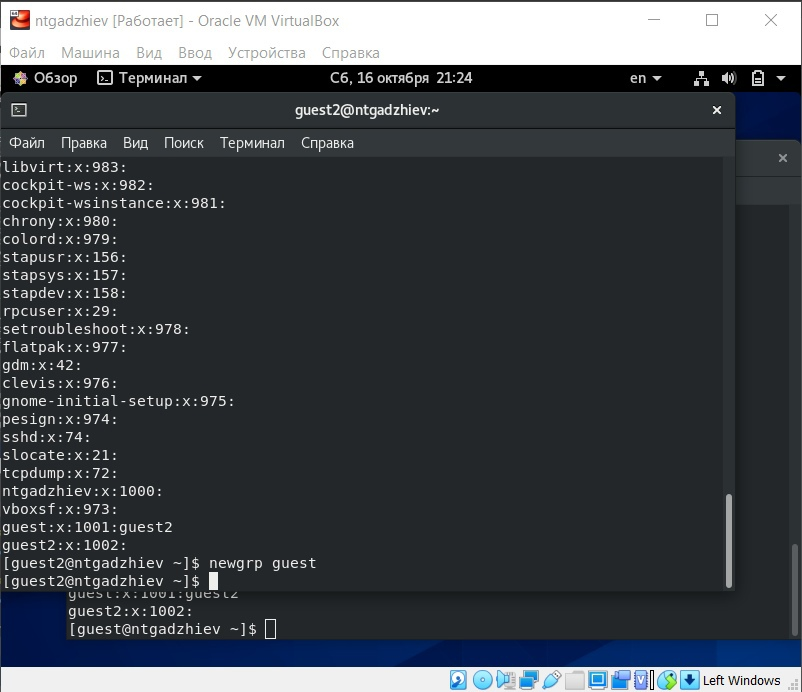 ntgadzhiev [Работает] - Oracle VM VirtualBox
Файл Машина Вид Ввод Устройства Справка
Обзор Терминал Сб, 16 октября 21:24 en
guest2@ntgadzhiev:~
Файл Правка Вид Поиск Терминал Справка
libvirt:x:983:
cockpit-ws:x:982:
cockpit-wsinstance:x:981:
chrony:x:980:
colord:x:979:
stapusr:x:156:
stapsys:x:157:
stapdev:x:158:
rpcuser:x:29:
setroubleshoot:x:978:
flatpak:x:977:
gdm:x:42:
clevis:x:976:
gnome-initial-setup:x:975:
pesign:x:974:
sshd:x:74:
slocate:x:21:
tcpdump:x:72:
ntgadzhiev:x:1000:
vboxsf:x:973:
guest:x:1001:guest2
guest2:x:1002:
[guest2@ntgadzhiev ~]$ newgrp guest
[guest2@ntgadzhiev ~]$
guest:x:1001:guest2
guest2:x:1002:
[guest@ntgadzhiev ~]$
Left Windows